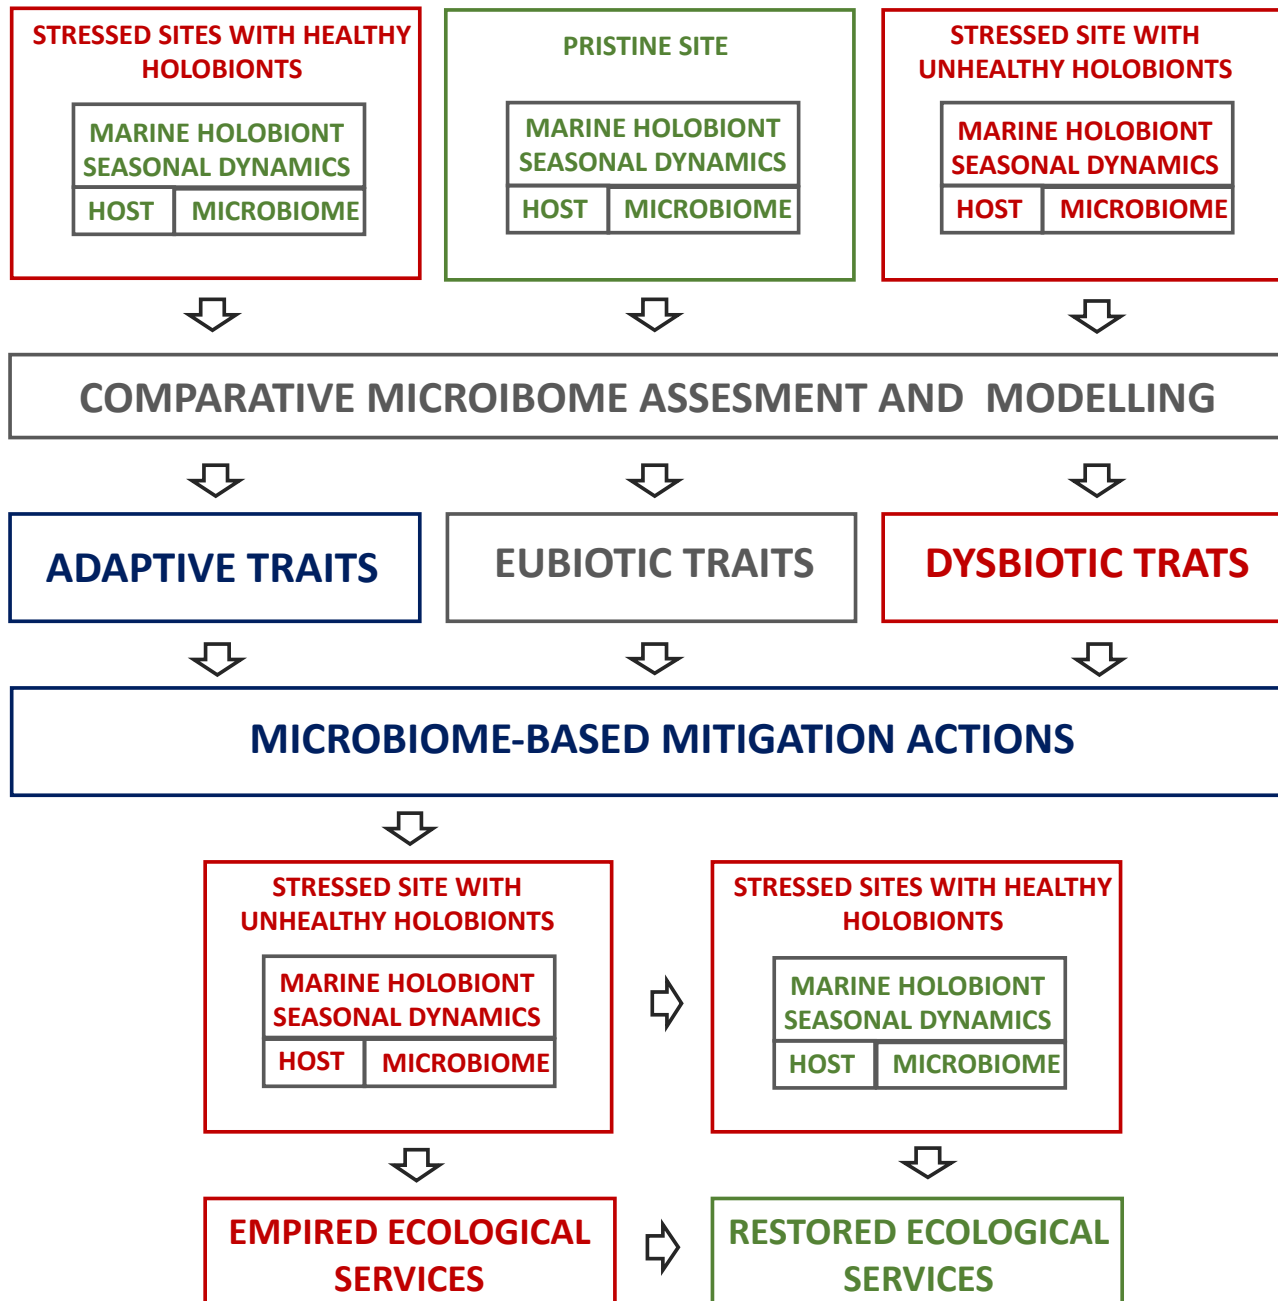 STRESSED SITES WITH HEALTHY
HOLOBIONTS
MARINE HOLOBIONT
SEASONAL DYNAMICS
HOST
MICROBIOME
PRISTINE SITE
MARINE HOLOBIONT
SEASONAL DYNAMICS
HOST
MICROBIOME
STRESSED SITE WITH
UNHEALTHY HOLOBIONTS
MARINE HOLOBIONT
SEASONAL DYNAMICS
HOST
MICROBIOME
COMPARATIVE MICROIBOME ASSESMENT AND MODELLING
ADAPTIVE TRAITS
EUBIOTIC TRAITS
DYSBIOTIC TRATS
MICROBIOME-BASED MITIGATION ACTIONS
STRESSED SITE WITH
UNHEALTHY HOLOBIONTS
MARINE HOLOBIONT
SEASONAL DYNAMICS
HOST
MICROBIOME
STRESSED SITES WITH HEALTHY
HOLOBIONTS
MARINE HOLOBIONT
SEASONAL DYNAMICS
HOST
MICROBIOME
EMPIRED ECOLOGICAL
SERVICES
RESTORED ECOLOGICAL
SERVICES